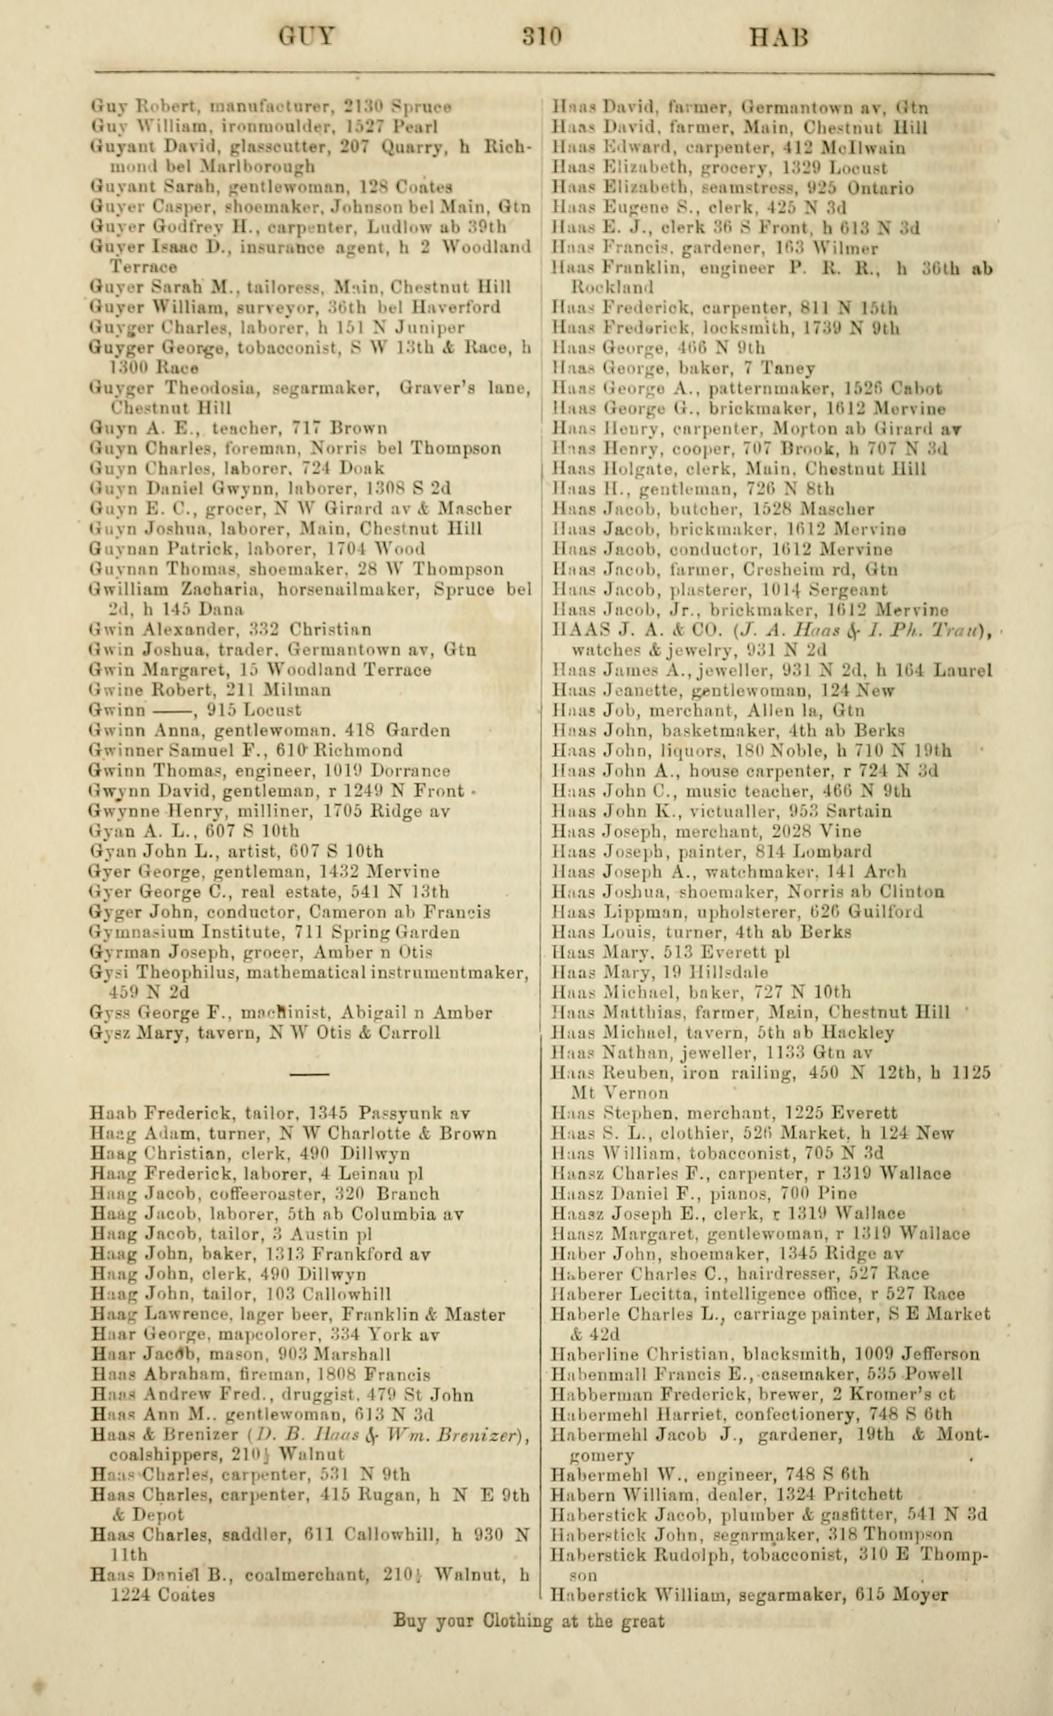 GUY 310 HAB
Guy Robert, manufacturer, 2130 Spruce
Guy William, ironmoulder, 1527 Pearl
Guyant David, glasscutter, 207 Quarry, h Rich-
mond bel Marlborough
Guyant Sarah, gentlewoman, 128 Coates
Guyer Casper, shoemaker, Johnson bel Main, Gtn
Guyer Godfrey H., carpenter, Ludlow ab 39th
Guyer Isaac D., insurance agent, h 2 Woodland
Terrace
Guyer Sarah M., tailoress, Main, Chestnut Hill
Guyer William, surveyor, 36th bel Haverford
Guyger Charles, laborer, h 151 N Juniper
Guyger George, tobacconist, S W 13th & Race, h
1300 Race
Guyger Theodosia, segarmaker, Graver's lane,
Chestnut Hill
Guyn A. E., teacher, 717 Brown
Guyn Charles, foreman, Norris bel Thompson
Guyn Charles, laborer, 724 Doak
Guyn Daniel Gwynn, laborer, 1308 S 2d
Guyn E. C., grocer, N W Girard av & Mascher
Guyn Joshua, laborer, Main, Chestnut Hill
Guynan Patrick, laborer, 1704 Wood
Guynan Thomas, shoemaker, 28 W Thompson
Gwilliam Zacharia, horsenailmaker, Spruce bel
2d, h 145 Dana
Gwin Alexander, 332 Christian
Gwin Joshua, trader, Germantown av, Gtn
Gwin Margaret, 15 Woodland Terrace
Gwine Robert, 211 Milman
Gwinn ——, 915 Locust
Gwinn Anna, gentlewoman, 418 Garden
Gwinner Samuel F., 610 Richmond
Gwinn Thomas, engineer, 1019 Dorrance
Gwynn David, gentleman, r 1249 N Front
Gwynne Henry, milliner, 1705 Ridge av
Gyan A. L., 607 S 10th
Gyan John L., artist, 607 S 10th
Gyer George, gentleman, 1432 Mervine
Gyer George C., real estate, 541 N 13th
Gyger John, conductor, Cameron ab Francis
Gymnasium Institute, 711 Spring Garden
Gyrman Joseph, grocer, Amber n Otis
Gysi Theophilus, mathematical instrumentmaker,
459 N 2d
Gyss George F., machinist, Abigail n Amber
Gysz Mary, tavern, N W Otis & Carroll
Haab Frederick, tailor, 1345 Passyunk av
Haag Adam, turner, N W Charlotte & Brown
Haag Christian, clerk, 490 Dillwyn
Haag Frederick, laborer, 4 Leinau pl
Haag Jacob, coffeeroaster, 320 Branch
Haag Jacob, laborer, 5th ab Columbia av
Haag Jacob, tailor, 3 Austin pl
Haag John, baker, 1313 Frankford av
Haag John, clerk, 490 Dillwyn
Haag John, tailor, 103 Callowhill
Haag Lawrence, lager beer, Franklin & Master
Haar George, mapcolorer, 334 York av
Haar Jacob, mason, 903 Marshall
Haas Abraham, fireman, 1808 Francis
Haas Andrew Fred., druggist, 479 St John
Haas Ann M., gentlewoman, 613 N 3d
Haas & Brenizer (D. B. Haas & Wm. Brenizer),
coalshippers, 210½ Walnut
Haas Charles, carpenter, 531 N 9th
Haas Charles, carpenter, 415 Rugan, h N E 9th
& Depot
Haas Charles, saddler, 611 Callowhill, h 930 N
11th
Haas Daniel B., coalmerchant, 210½ Walnut, h
1224 Coates
Haas David, farmer, Germantown av, Gtn
Haas David, farmer, Main, Chestnut Hill
Haas Edward, carpenter, 412 McIlwain
Haas Elizabeth, grocery, 1329 Locust
Haas Elizabeth, seamstress, 925 Ontario
Haas Eugene S., clerk, 425 N 3d
Haas E. J., clerk 36 S Front, h 613 N 3d
Haas Francis, gardener, 163 Wilmer
Haas Franklin, engineer P. R. R., h 36th ab
Rockland
Haas Frederick, carpenter, 811 N 15th
Haas Frederick, locksmith, 1739 N 9th
Haas George, 466 N 9th
Haas George, baker, 7 Taney
Haas George A., patternmaker, 1526 Cabot
Haas George G., brickmaker, 1612 Mervine
Haas Henry, carpenter, Morton ab Girard av
Haas Henry, cooper, 707 Brook, h 707 N 3d
Haas Holgate, clerk, Main, Chestnut Hill
Haas H., gentleman, 726 N 8th
Haas Jacob, butcher, 1528 Mascher
Haas Jacob, brickmaker, 1612 Mervine
Haas Jacob, conductor, 1612 Mervine
Haas Jacob, farmer, Cresheim rd, Gtn
Haas Jacob, plasterer, 1014 Sergeant
Haas Jacob, Jr., brickmaker, 1612 Mervine
HAAS J. A. & CO. (J. A. Haas & I. Ph. Trau),
watches & jewelry, 931 N 2d
Haas James A., jeweller, 931 N 2d, h 164 Laurel
Haas Jeanette, gentlewoman, 124 New
Haas Job, merchant, Allen la, Gtn
Haas John, basketmaker, 4th ab Berks
Haas John, liquors, 180 Noble, h 710 N 19th
Haas John A., house carpenter, r 724 N 3d
Haas John C., music teacher, 466 N 9th
Haas John K., victualler, 953 Sartain
Haas Joseph, merchant, 2028 Vine
Haas Joseph, painter, 814 Lombard
Haas Joseph A., watchmaker, 141 Arch
Haas Joshua, shoemaker, Norris ab Clinton
Haas Lippman, upholsterer, 626 Guilford
Haas Louis, turner, 4th ab Berks
Haas Mary, 513 Everett pl
Haas Mary, 19 Hillsdale
Haas Michael, baker, 727 N 10th
Haas Matthias, farmer, Main, Chestnut Hill
Haas Michael, tavern, 5th ab Hackley
Haas Nathan, jeweller, 1133 Gtn av
Haas Reuben, iron railing, 450 N 12th, h 1125
Mt Vernon
Haas Stephen, merchant, 1225 Everett
Haas S. L., clothier, 526 Market, h 124 New
Haas William, tobacconist, 705 N 3d
Haasz Charles F., carpenter, r 1319 Wallace
Haasz Daniel F., pianos, 700 Pine
Haasz Joseph E., clerk, r 1319 Wallace
Haasz Margaret, gentlewoman, r 1319 Wallace
Haber John, shoemaker, 1345 Ridge av
Haberer Charles C., hairdresser, 527 Race
Haberer Lecitta, intelligence office, r 527 Race
Haberle Charles L., carriage painter, S E Market
& 42d
Haberline Christian, blacksmith, 1009 Jefferson
Habenmall Francis E., casemaker, 535 Powell
Habberman Frederick, brewer, 2 Kromer's ct
Habermehl Harriet, confectionery, 748 S 6th
Habermehl Jacob J., gardener, 19th & Mont-
gomery
Habermehl W., engineer, 748 S 6th
Habern William, dealer, 1324 Pritchett
Haberstick Jacob, plumber & gasfitter, 541 N 3d
Haberstick John, segarmaker, 318 Thompson
Haberstick Rudolph, tobacconist, 310 E Thomp-
son
Haberstick William, segarmaker, 615 Moyer
Buy your Clothing at the great